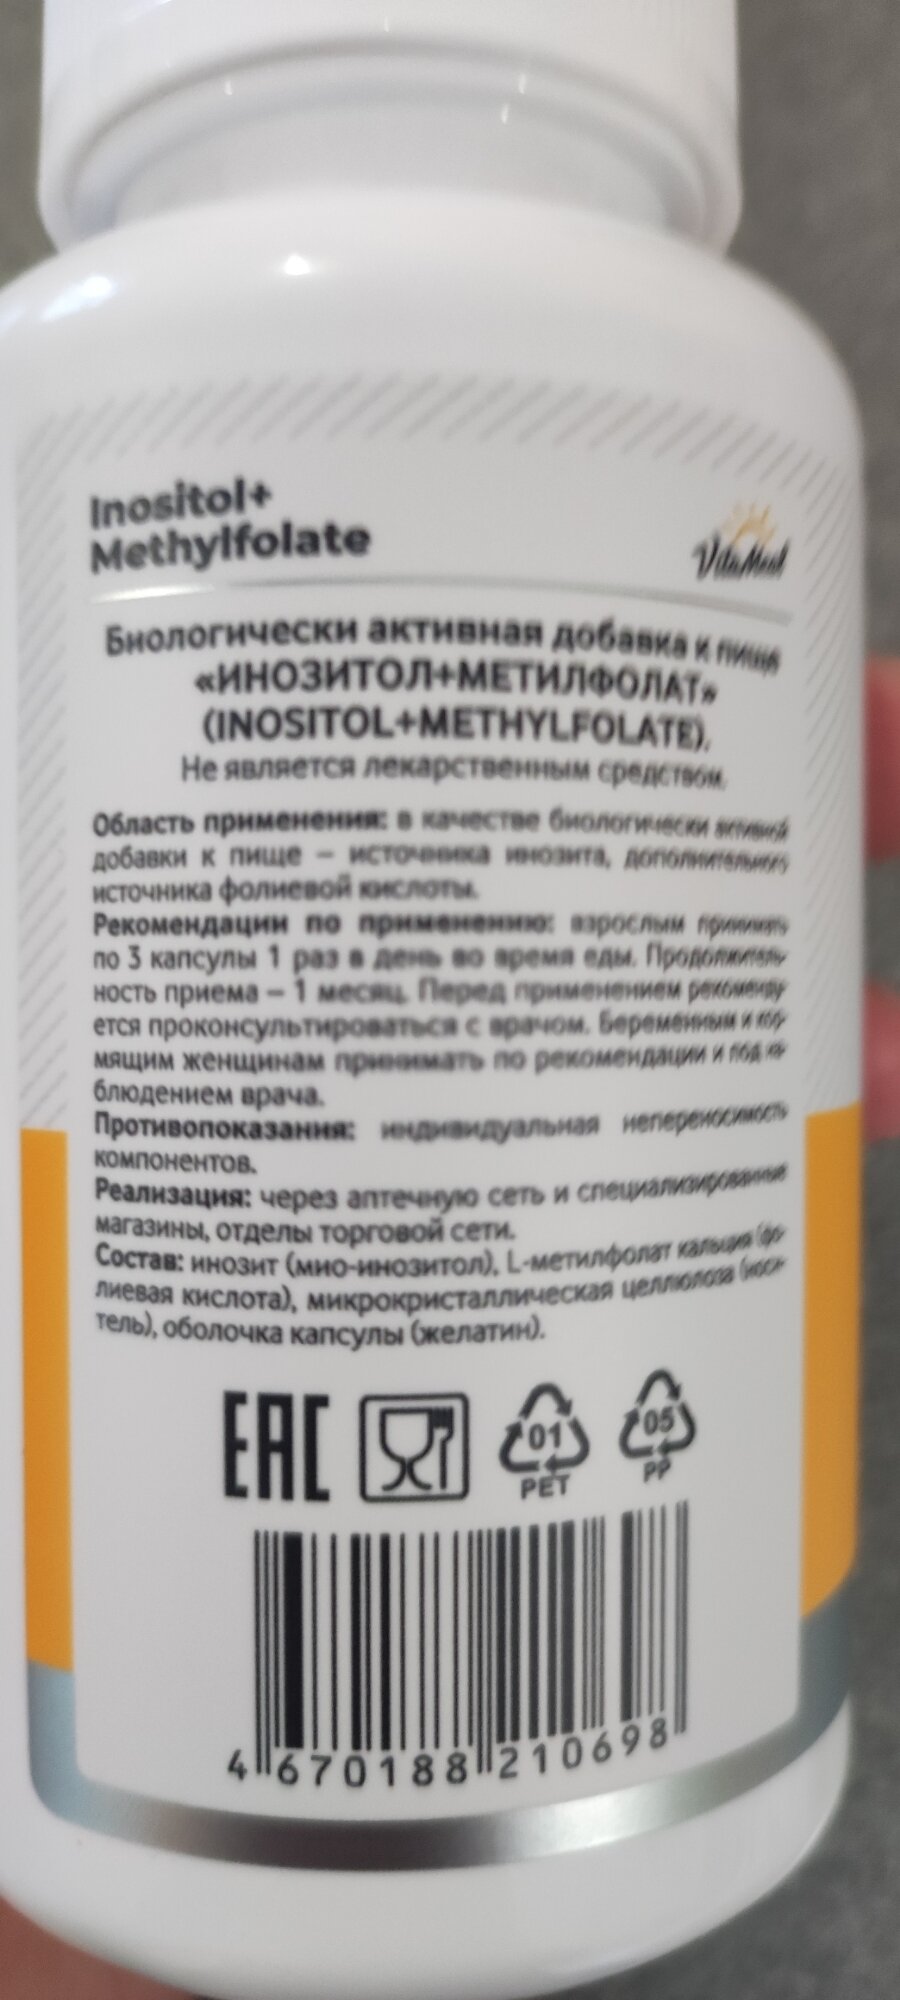 Inositol+
Methylfolate
VitaMeal
Биологически активная добавка к пище
«ИНОЗИТОЛ+МЕТИЛФОЛАТ»
(INOSITOL+METHYLFOLATE).
Не является лекарственным средством.
Область применения: в качестве биологически активной
добавки к пище – источника инозита, дополнительного
источника фолиевой кислоты.
Рекомендации по применению: взрослым принимать
по 3 капсулы 1 раз в день во время еды. Продолжитель-
ность приема – 1 месяц. Перед применением рекоменду-
ется проконсультироваться с врачом. Беременным и кор-
мящим женщинам принимать по рекомендации и под на-
блюдением врача.
Противопоказания: индивидуальная непереносимость
компонентов.
Реализация: через аптечную сеть и специализированные
магазины, отделы торговой сети.
Состав: инозит (мио-инозитол), L-метилфолат кальция (фо-
лиевая кислота), микрокристаллическая целлюлоза (носи-
тель), оболочка капсулы (желатин).
EAC
01
PET
05
PP
4 670188 210698